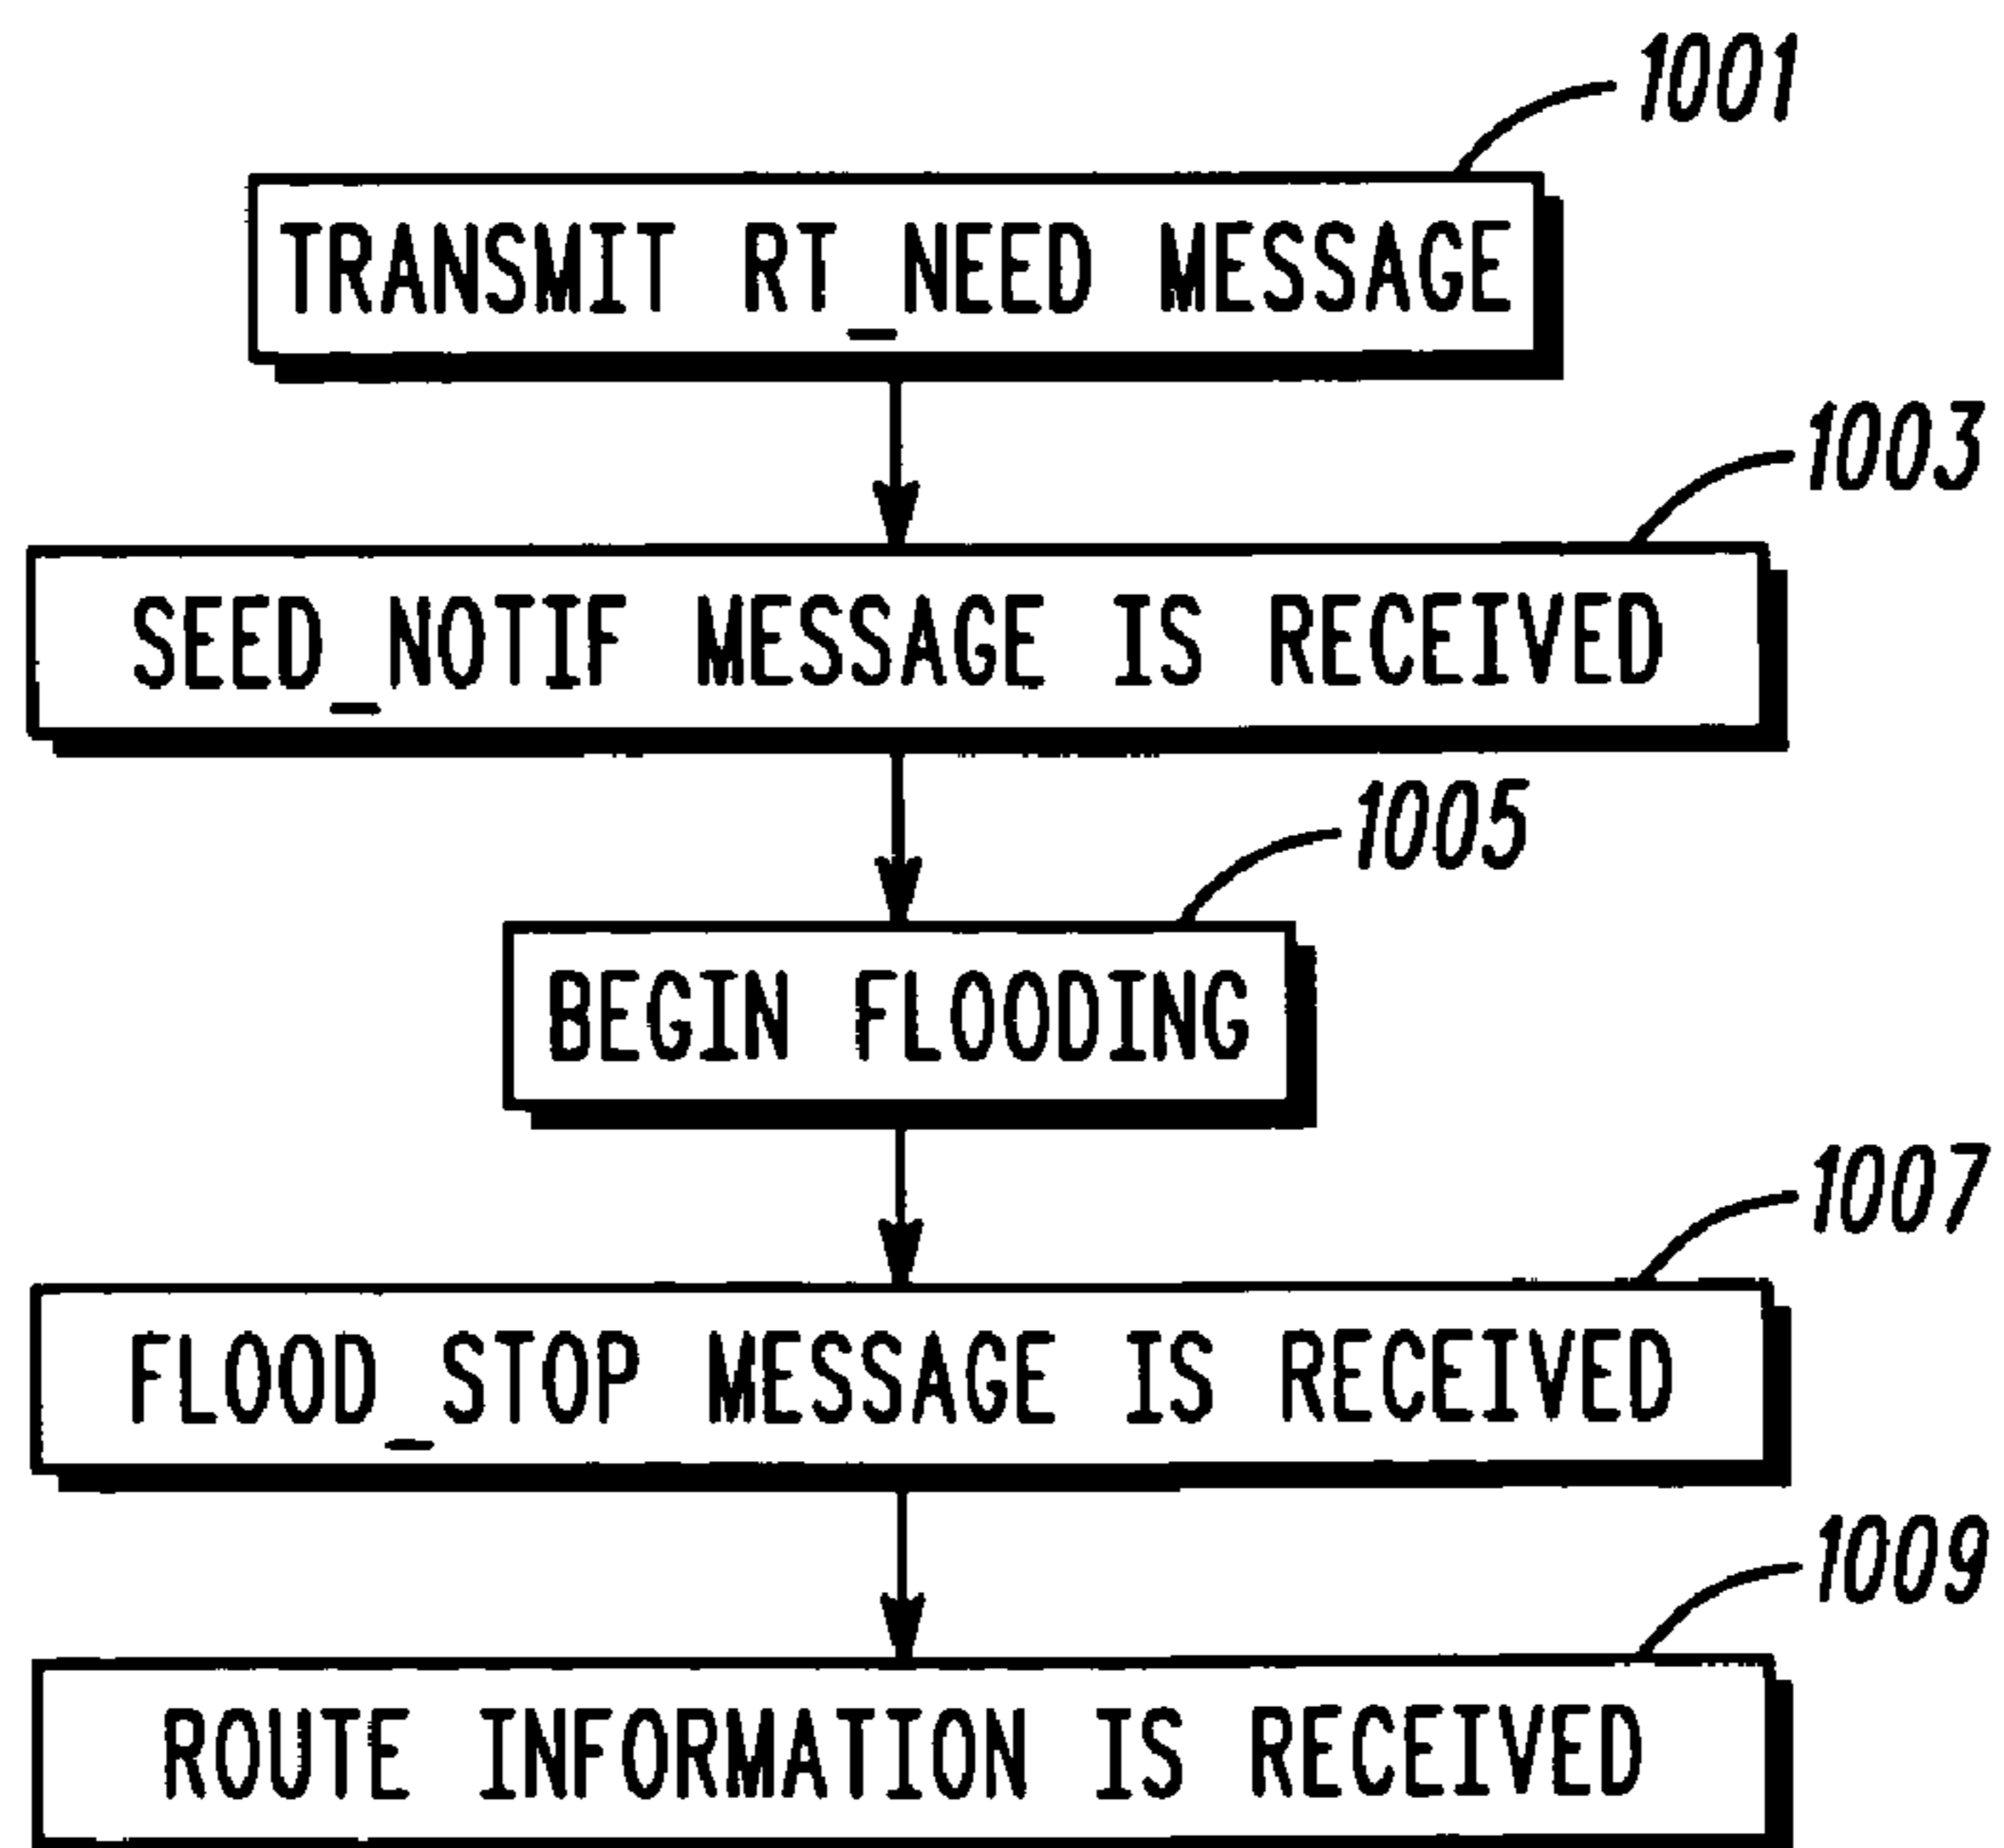 1001
TRANSMIT RT_NEED MESSAGE
1003
SEED_NOTIF MESSAGE IS RECEIVED
1005
BEGIN FLOODING
1007
FLOOD_STOP MESSAGE IS RECEIVED
1009
ROUTE INFORMATION IS RECEIVED